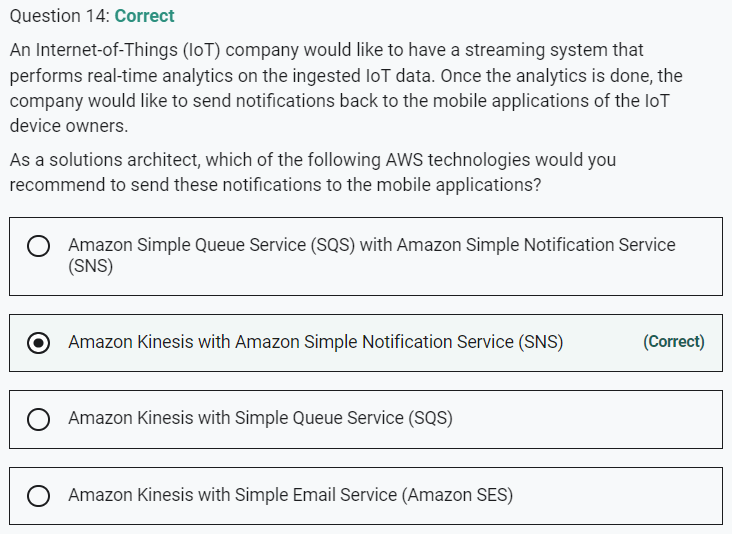 Question 14: Correct
An Internet-of-Things (IoT) company would like to have a streaming system that
performs real-time analytics on the ingested IoT data. Once the analytics is done, the
company would like to send notifications back to the mobile applications of the IoT
device owners.
As a solutions architect, which of the following AWS technologies would you
recommend to send these notifications to the mobile applications?
Amazon Simple Queue Service (SQS) with Amazon Simple Notification Service
(SNS)
Amazon Kinesis with Amazon Simple Notification Service (SNS) (Correct)
Amazon Kinesis with Simple Queue Service (SQS)
Amazon Kinesis with Simple Email Service (Amazon SES)